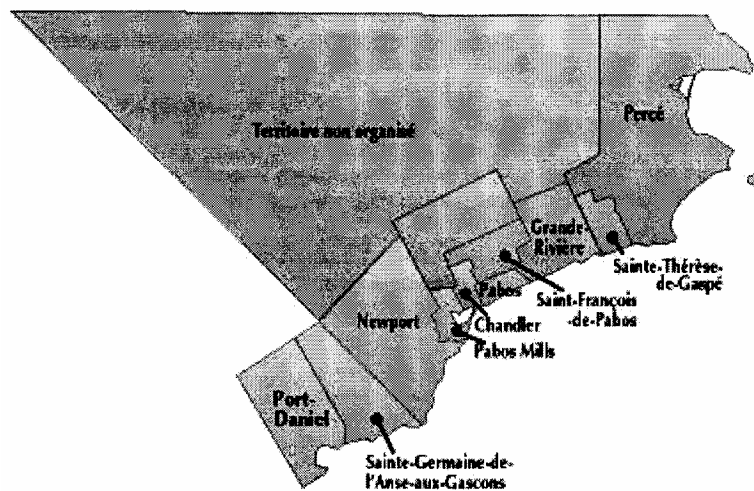 Percé
Territoire non organisé
Grande-
Rivière
Sainte-Thérèse-
de-Gaspé
Pabos
Saint-François
-de-Pabos
Newport
Chandler
Pabos Mills
Port-
Daniel
Sainte-Germaine-de-
l'Anse-aux-Gascons